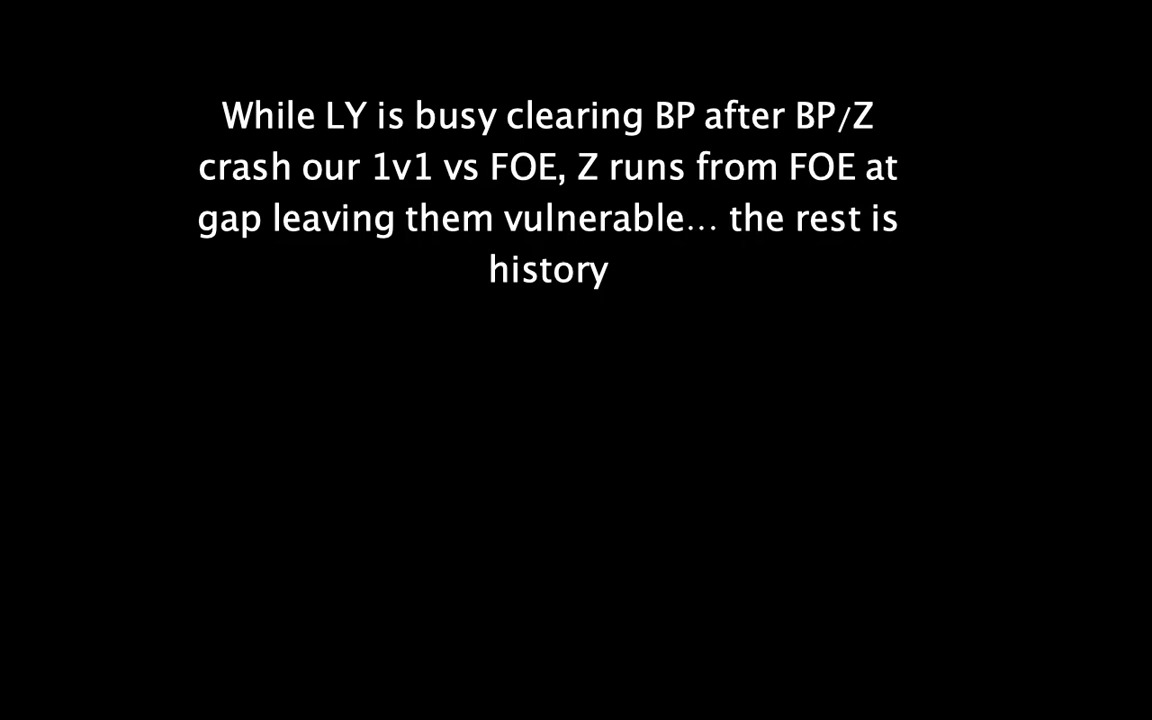 While LY is busy clearing BP after BP/Z
crash our 1v1 vs FOE, Z runs from FOE at
gap leaving them vulnerable... the rest is
history